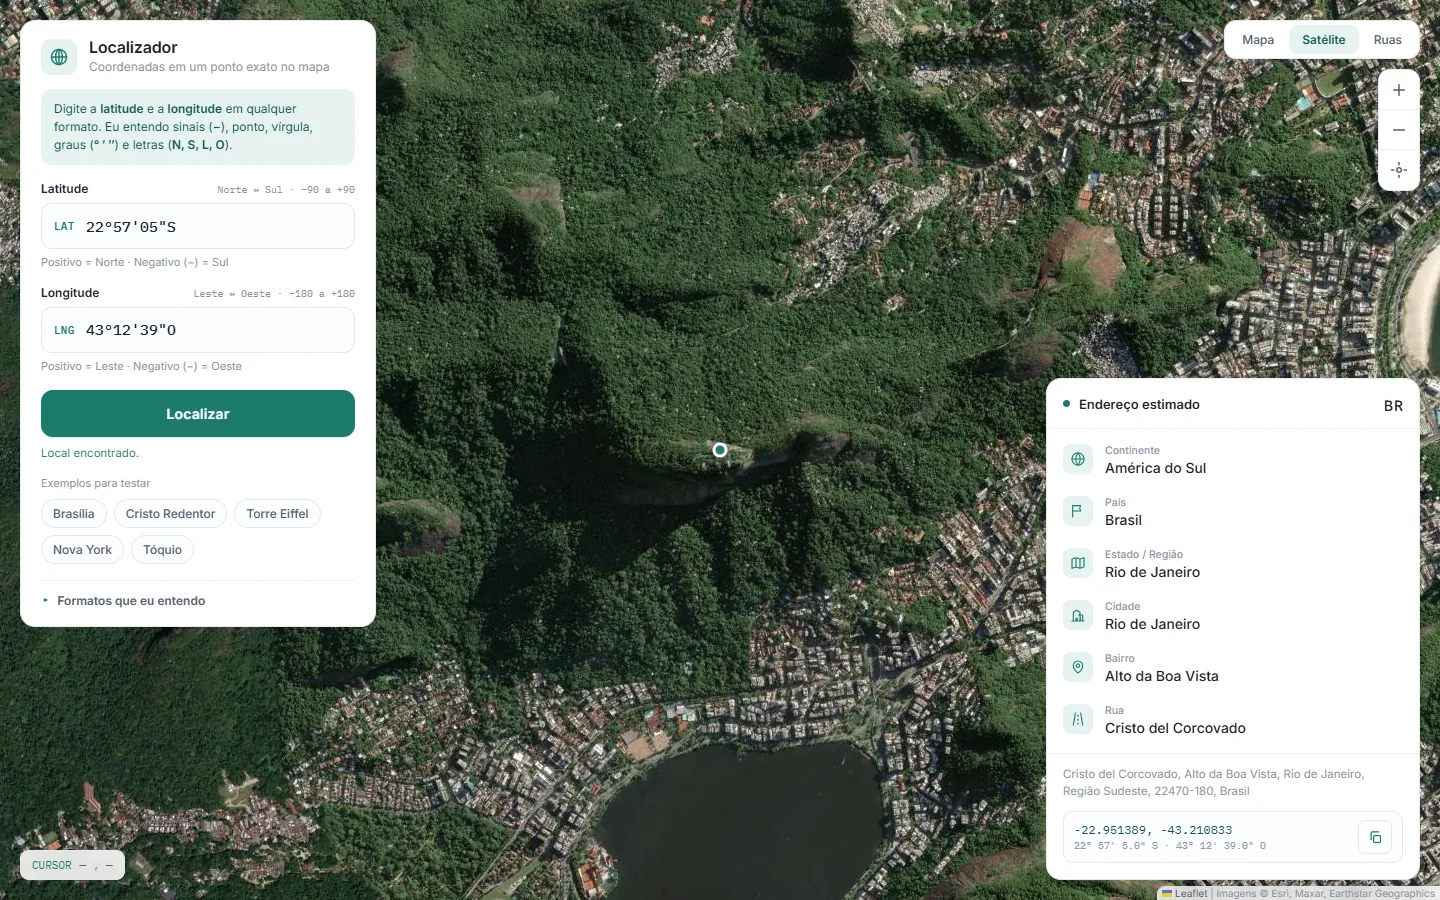 Localizador
Coordenadas em um ponto exato no mapa
Digite a latitude e a longitude em qualquer
formato. Eu entendo sinais (−), ponto, vírgula,
graus (° ′ ″) e letras (N, S, L, O).
Latitude
Norte ↔ Sul · −90 a +90
LAT 22°57'05"S
Positivo = Norte · Negativo (−) = Sul
Longitude
Leste ↔ Oeste · −180 a +180
LNG 43°12'39"O
Positivo = Leste · Negativo (−) = Oeste
Localizar
Local encontrado.
Exemplos para testar
Brasília Cristo Redentor Torre Eiffel
Nova York Tóquio
▸ Formatos que eu entendo
CURSOR — , —
Mapa Satélite Ruas
+
−
Endereço estimado BR
Continente
América do Sul
País
Brasil
Estado / Região
Rio de Janeiro
Cidade
Rio de Janeiro
Bairro
Alto da Boa Vista
Rua
Cristo del Corcovado
Cristo del Corcovado, Alto da Boa Vista, Rio de Janeiro,
Região Sudeste, 22470-180, Brasil
-22.951389, -43.210833
22° 57' 5.0" S · 43° 12' 39.0" O
Leaflet | Imagens © Esri, Maxar, Earthstar Geographics